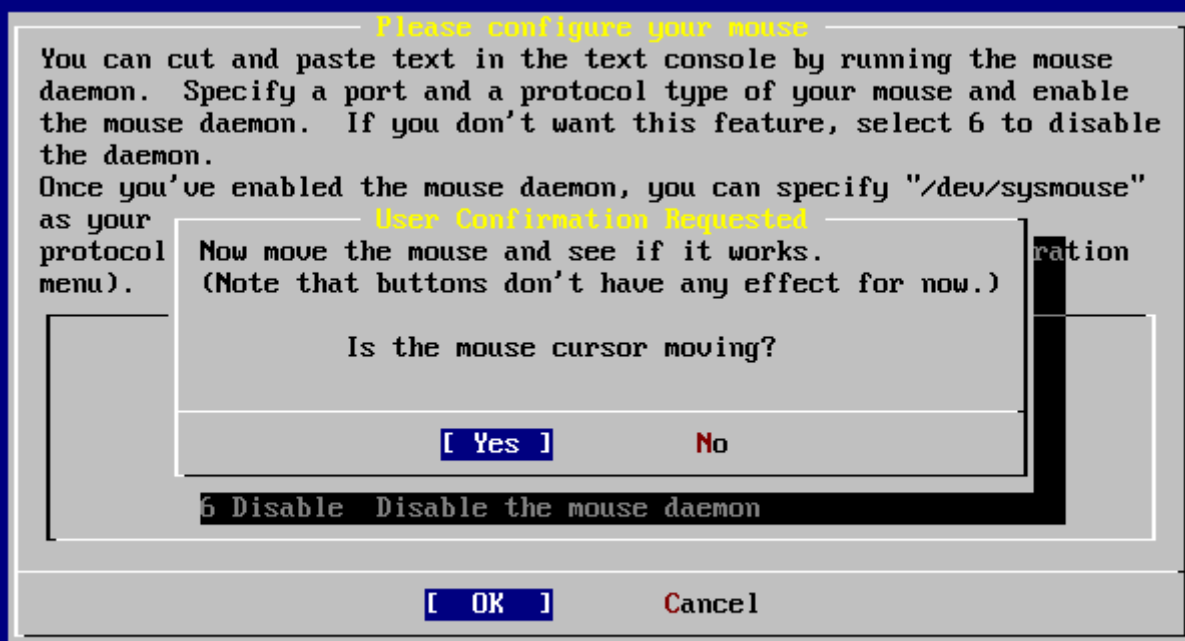 Please configure your mouse
You can cut and paste text in the text console by running the mouse
daemon.  Specify a port and a protocol type of your mouse and enable
the mouse daemon.  If you don't want this feature, select 6 to disable
the daemon.
Once you've enabled the mouse daemon, you can specify "/dev/sysmouse"
as your
protocol ration
menu).
User Confirmation Requested
Now move the mouse and see if it works.
(Note that buttons don't have any effect for now.)
Is the mouse cursor moving?
[ Yes ] No
6 Disable  Disable the mouse daemon
[ OK ] Cancel